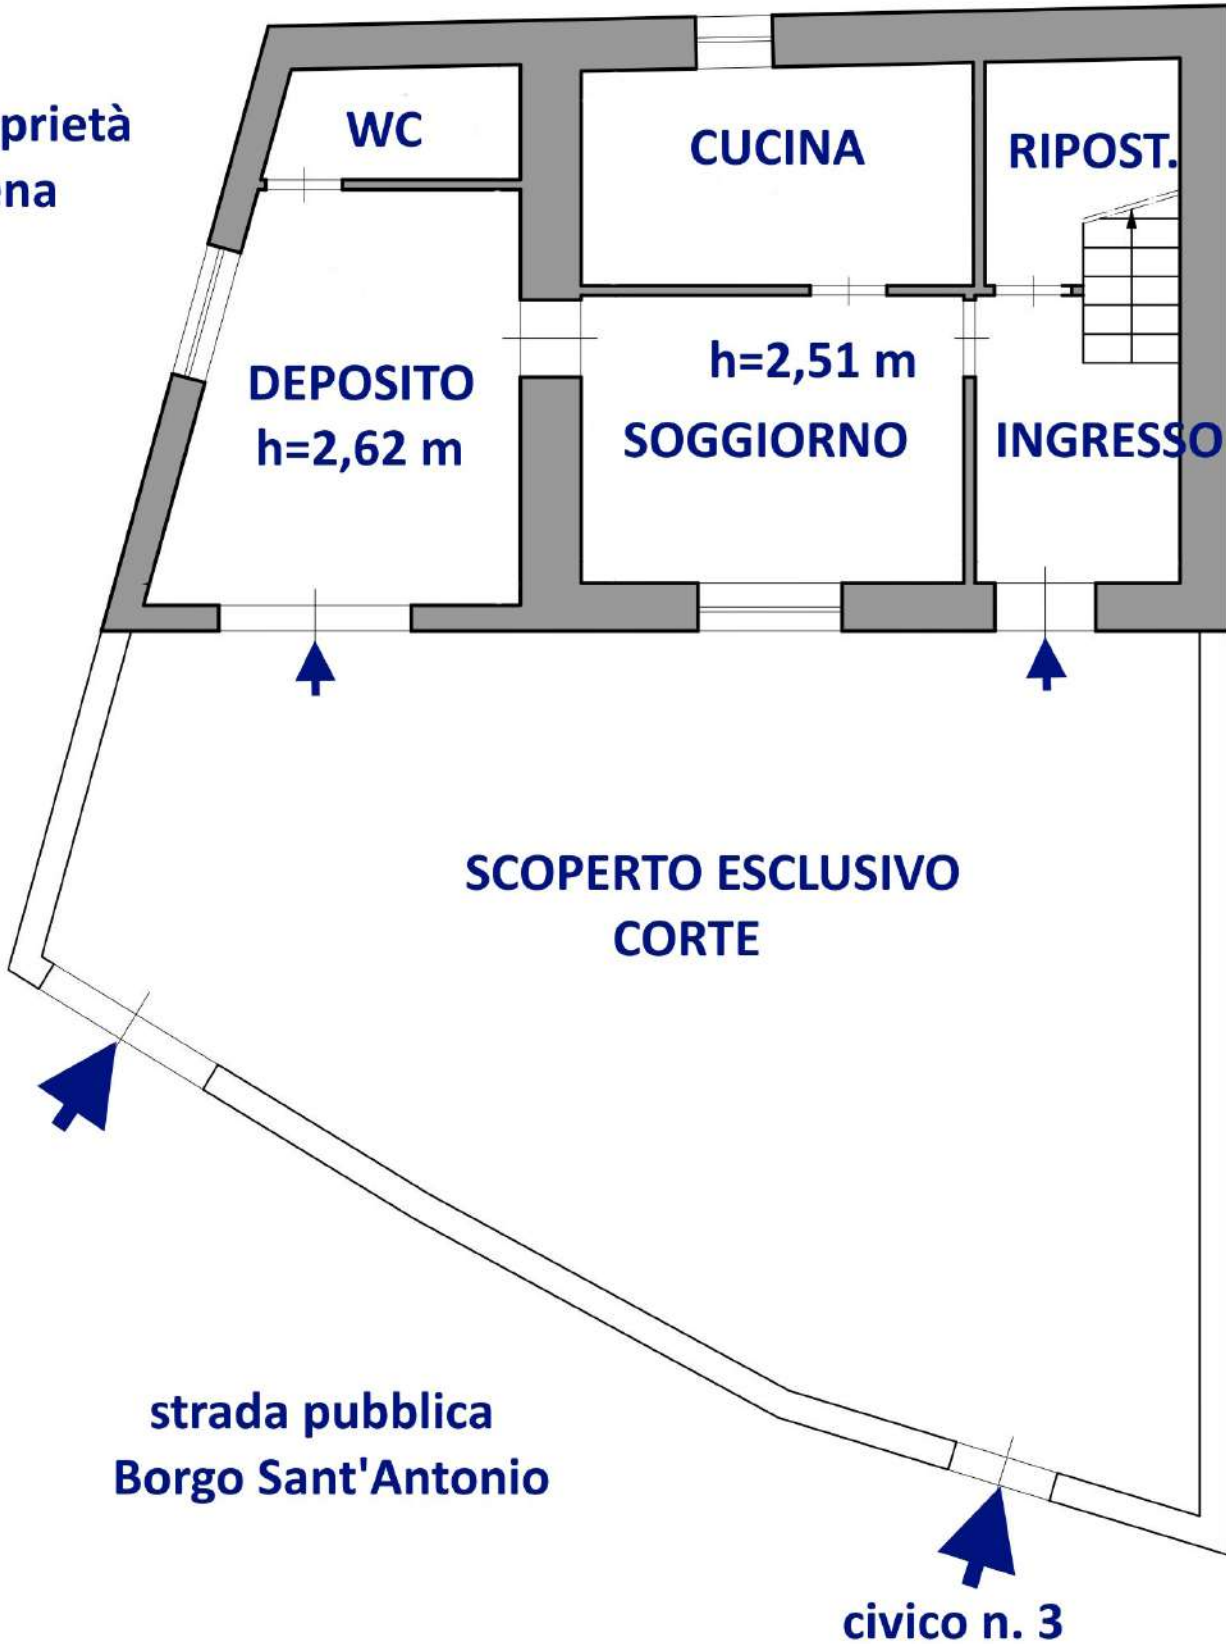 prietà
ena
WC
CUCINA
RIPOST.
DEPOSITO
h=2,62 m
h=2,51 m
SOGGIORNO
INGRESSO
SCOPERTO ESCLUSIVO
CORTE
strada pubblica
Borgo Sant'Antonio
civico n. 3